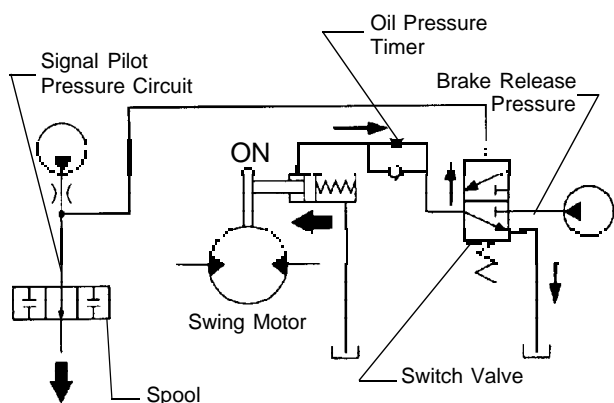 Oil Pressure
Timer
Signal Pilot
Pressure Circuit
Brake Release
Pressure
ON
Swing Motor
Switch Valve
Spool